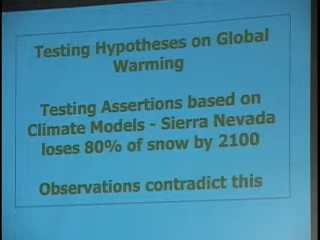 Testing Hypotheses on Global
Warming
Testing Assertions based on
Climate Models - Sierra Nevada
loses 80% of snow by 2100
Observations contradict this